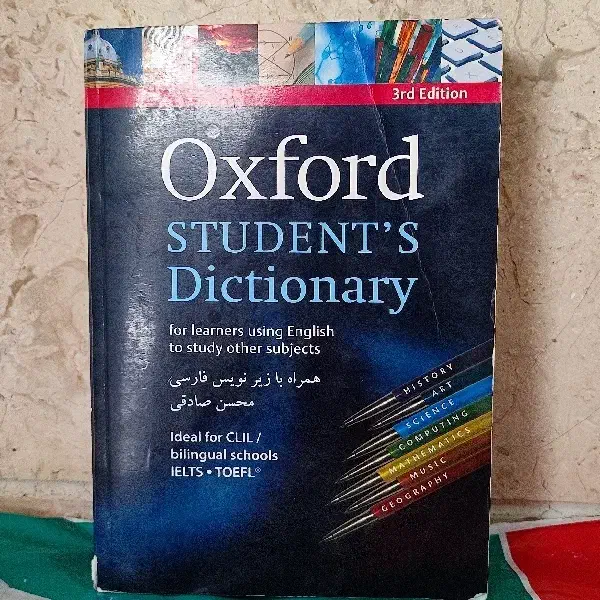 3rd Edition
Oxford
STUDENT'S
Dictionary
for learners using English
to study other subjects
همراه با زیر نویس فارسی
محسن صادقی
Ideal for CLIL /
bilingual schools
IELTS • TOEFL®
HISTORY
ART
SCIENCE
COMPUTING
MATHEMATICS
MUSIC
GEOGRAPHY